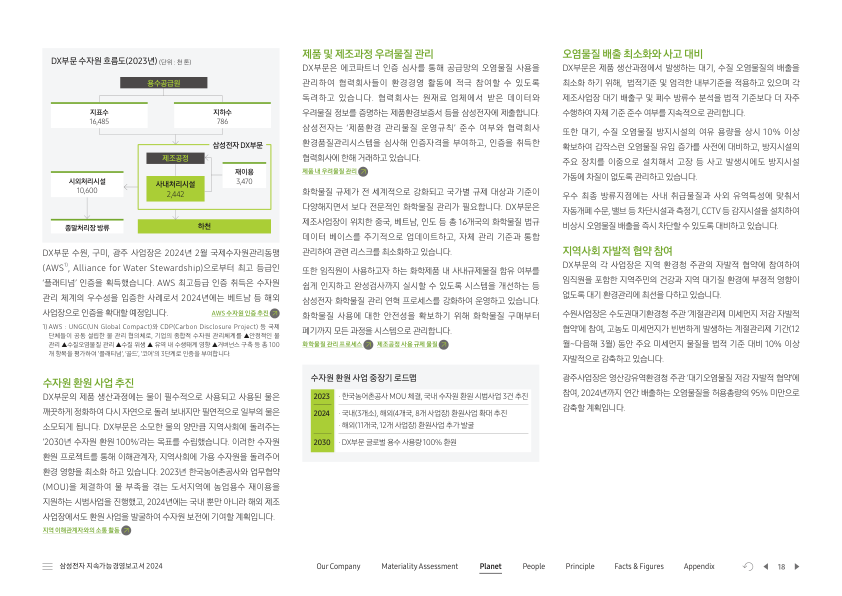 DX부문 수자원 흐름도(2023년) (단위 : 천 톤)
용수공급원
지표수
16,485
지하수
786
삼성전자 DX부문
제조공정
재이용
3,470
시외처리시설
10,600
사내처리시설
2,442
종말처리장 방류
하천
DX부문 수원, 구미, 광주 사업장은 2024년 2월 국제수자원관리동맹
(AWS1), Alliance for Water Stewardship)으로부터 최고 등급인
'플래티넘' 인증을 획득했습니다. AWS 최고등급 인증 취득은 수자원
관리 체계의 우수성을 입증한 사례로서 2024년에는 베트남 등 해외
사업장으로 인증을 확대할 예정입니다.
AWS 수자원 인증 추진
1) AWS : UNGC(UN Global Compact)와 CDP(Carbon Disclosure Project) 등 국제
단체들이 공동 설립한 물 관리 협의체로, 기업의 종합적 수자원 관리체계를 ▲안정적인 물
관리 ▲수질오염물질 관리 ▲수질 위생 ▲유역 내 수생태계 영향 ▲거버넌스 구축 등 총 100
개 항목을 평가하여 '플래티넘', '골드', '코어'의 3단계로 인증을 부여합니다.
수자원 환원 사업 추진
DX부문의 제품 생산과정에는 물이 필수적으로 사용되고 사용된 물은
깨끗하게 정화하여 다시 자연으로 돌려 보내지만 필연적으로 일부의 물은
소모되게 됩니다. DX부문은 소모한 물의 양만큼 지역사회에 돌려주는
'2030년 수자원 환원 100%'라는 목표를 수립했습니다. 이러한 수자원
환원 프로젝트를 통해 이해관계자, 지역사회에 가용 수자원을 돌려주어
환경 영향을 최소화 하고 있습니다. 2023년 한국농어촌공사와 업무협약
(MOU)을 체결하여 물 부족을 겪는 도서지역에 농업용수 재이용을
지원하는 시범사업을 진행했고, 2024년에는 국내 뿐만 아니라 해외 제조
사업장에서도 환원 사업을 발굴하여 수자원 보전에 기여할 계획입니다.
지역 이해관계자와의 소통 활동
제품 및 제조과정 우려물질 관리
DX부문은 에코파트너 인증 심사를 통해 공급망의 오염물질 사용을
관리하여 협력회사들이 환경경영 활동에 적극 참여할 수 있도록
독려하고 있습니다. 협력회사는 원재료 업체에서 받은 데이터와
우려물질 정보를 증명하는 제품환경보증서 등을 삼성전자에 제출합니다.
삼성전자는 '제품환경 관리물질 운영규칙' 준수 여부와 협력회사
환경품질관리시스템을 심사해 인증자격을 부여하고, 인증을 취득한
협력회사에 한해 거래하고 있습니다.
제품 내 우려물질 관리
화학물질 규제가 전 세계적으로 강화되고 국가별 규제 대상과 기준이
다양해지면서 보다 전문적인 화학물질 관리가 필요합니다. DX부문은
제조사업장이 위치한 중국, 베트남, 인도 등 총 16개국의 화학물질 법규
데이터 베이스를 주기적으로 업데이트하고, 자체 관리 기준과 통합
관리하여 관련 리스크를 최소화하고 있습니다.
또한 임직원이 사용하고자 하는 화학제품 내 사내규제물질 함유 여부를
쉽게 인지하고 완성검사까지 실시할 수 있도록 시스템을 개선하는 등
삼성전자 화학물질 관리 연혁 프로세스를 강화하여 운영하고 있습니다.
화학물질 사용에 대한 안전성을 확보하기 위해 화학물질 구매부터
폐기까지 모든 과정을 시스템으로 관리합니다.
화학물질 관리 프로세스 제조공정 사용 규제 물질
수자원 환원 사업 중장기 로드맵
2023 · 한국농어촌공사 MOU 체결, 국내 수자원 환원 시범사업 3건 추진
2024 · 국내(3개소), 해외(4개국, 8개 사업장) 환원사업 확대 추진
· 해외(11개국, 12개 사업장) 환원사업 추가 발굴
2030 · DX부문 글로벌 용수 사용량 100% 환원
오염물질 배출 최소화와 사고 대비
DX부문은 제품 생산과정에서 발생하는 대기, 수질 오염물질의 배출을
최소화 하기 위해, 법적기준 및 엄격한 내부기준을 적용하고 있으며 각
제조사업장 대기 배출구 및 폐수 방류수 분석을 법적 기준보다 더 자주
수행하여 자체 기준 준수 여부를 지속적으로 관리합니다.
또한 대기, 수질 오염물질 방지시설의 여유 용량을 상시 10% 이상
확보하여 갑작스런 오염물질 유입 증가를 사전에 대비하고, 방지시설의
주요 장치를 이중으로 설치해서 고장 등 사고 발생시에도 방지시설
가동에 차질이 없도록 관리하고 있습니다.
우수 최종 방류지점에는 사내 취급물질과 사외 유역특성에 맞춰서
자동개폐 수문, 밸브 등 차단시설과 측정기, CCTV 등 감지시설을 설치하여
비상시 오염물질 배출을 즉시 차단할 수 있도록 대비하고 있습니다.
지역사회 자발적 협약 참여
DX부문의 각 사업장은 지역 환경청 주관의 자발적 협약에 참여하여
임직원을 포함한 지역주민의 건강과 지역 대기질 환경에 부정적 영향이
없도록 대기 환경관리에 최선을 다하고 있습니다.
수원사업장은 수도권대기환경청 주관 '계절관리제 미세먼지 저감 자발적
협약'에 참여, 고농도 미세먼지가 빈번하게 발생하는 계절관리제 기간(12
월~다음해 3월) 동안 주요 미세먼지 물질을 법적 기준 대비 10% 이상
자발적으로 감축하고 있습니다.
광주사업장은 영산강유역환경청 주관 '대기오염물질 저감 자발적 협약'에
참여, 2024년까지 연간 배출하는 오염물질을 허용총량의 95% 미만으로
감축할 계획입니다.
삼성전자 지속가능경영보고서 2024
Our Company Materiality Assessment Planet People Principle Facts & Figures Appendix
18